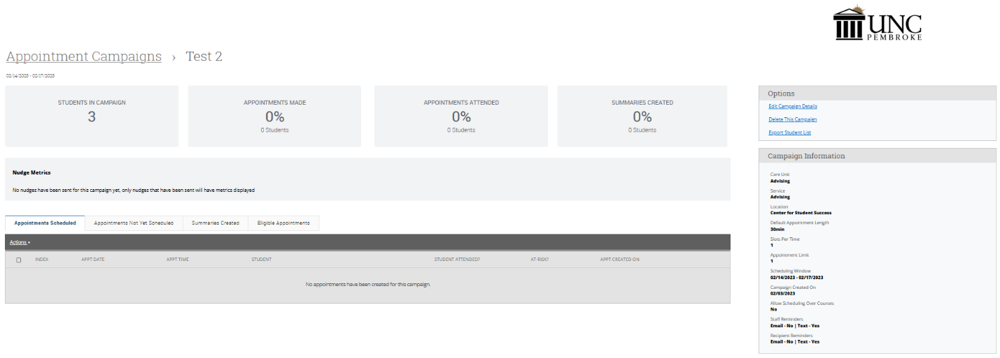 UNC
PEMBROKE
Appointment Campaigns › Test 2
02/14/2023 - 02/17/2023
STUDENTS IN CAMPAIGN
3
APPOINTMENTS MADE
0%
0 Students
APPOINTMENTS ATTENDED
0%
0 Students
SUMMARIES CREATED
0%
0 Students
Nudge Metrics
No nudges have been sent for this campaign yet, only nudges that have been sent will have metrics displayed
Appointments Scheduled Appointments Not Yet Scheduled Summaries Created Eligible Appointments
Actions
INDEX APPT DATE APPT TIME STUDENT STUDENT ATTENDED? AT-RISK? APPT CREATED ON
No appointments have been created for this campaign.
Options
Edit Campaign Details
Delete This Campaign
Export Student List
Campaign Information
Care Unit
Advising
Service
Advising
Location
Center for Student Success
Default Appointment Length
30min
Slots Per Time
1
Appointment Limit
1
Scheduling Window
02/14/2023 - 02/17/2023
Campaign Created On
02/03/2023
Allow Scheduling Over Courses
No
Staff Reminders
Email - No | Text - Yes
Recipient Reminders
Email - No | Text - Yes